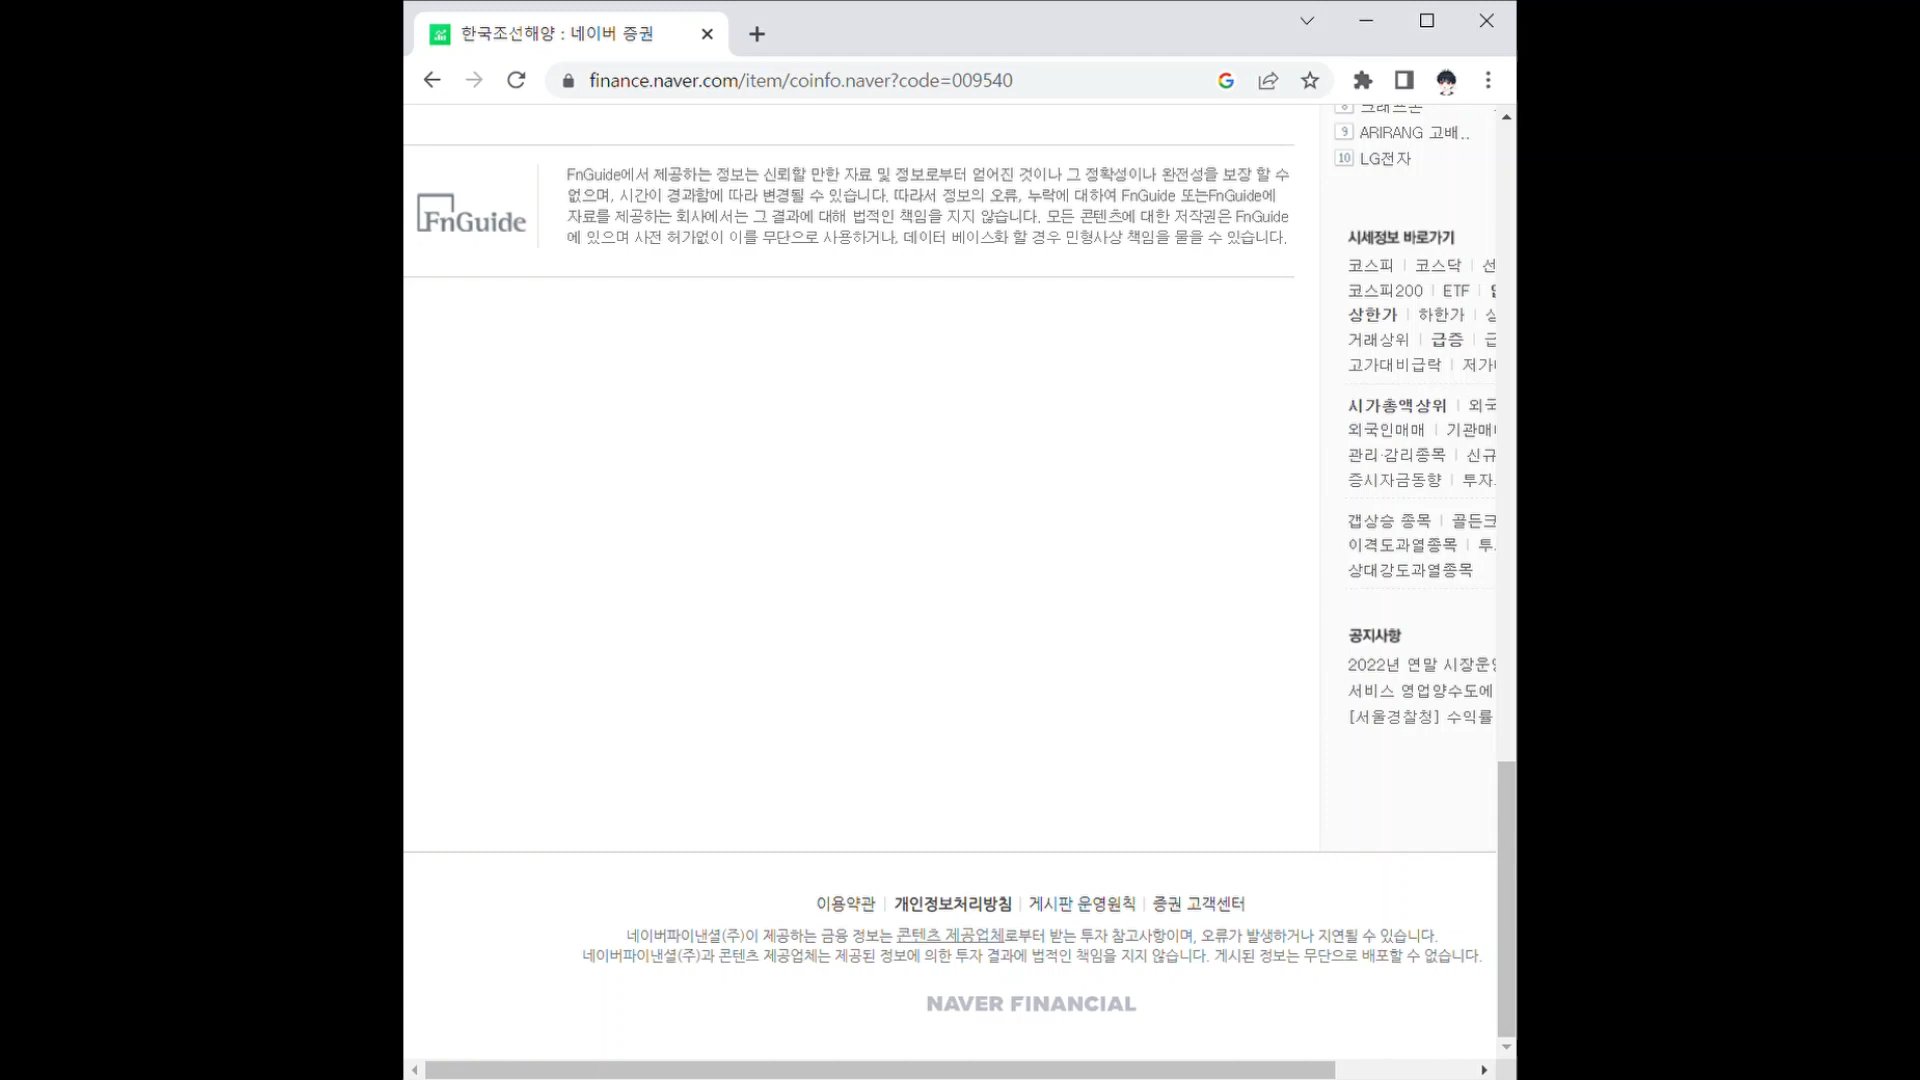 한국조선해양 : 네이버 증권
finance.naver.com/item/coinfo.naver?code=009540
9 ARIRANG 고배..
10 LG전자
FnGuide
FnGuide에서 제공하는 정보는 신뢰할 만한 자료 및 정보로부터 얻어진 것이나 그 정확성이나 완전성을 보장 할 수
없으며, 시간이 경과함에 따라 변경될 수 있습니다. 따라서 정보의 오류, 누락에 대하여 FnGuide 또는FnGuide에
자료를 제공하는 회사에서는 그 결과에 대해 법적인 책임을 지지 않습니다. 모든 콘텐츠에 대한 저작권은 FnGuide
에 있으며 사전 허가없이 이를 무단으로 사용하거나, 데이터 베이스화 할 경우 민형사상 책임을 물을 수 있습니다.
시세정보 바로가기
코스피 | 코스닥 | 선
코스피200 | ETF |
상한가 | 하한가 |
거래상위 | 급증 |
고가대비급락 | 저가
시가총액상위 | 외국
외국인매매 | 기관매
관리·감리종목 | 신규
증시자금동향 | 투자
갭상승 종목 | 골든크
이격도과열종목 | 투
상대강도과열종목
공지사항
2022년 연말 시장운영
서비스 영업양수도에
[서울경찰청] 수익률
이용약관 | 개인정보처리방침 | 게시판 운영원칙 | 증권 고객센터
네이버파이낸셜(주)이 제공하는 금융 정보는 콘텐츠 제공업체로부터 받는 투자 참고사항이며, 오류가 발생하거나 지연될 수 있습니다.
네이버파이낸셜(주)과 콘텐츠 제공업체는 제공된 정보에 의한 투자 결과에 법적인 책임을 지지 않습니다. 게시된 정보는 무단으로 배포할 수 없습니다.
NAVER FINANCIAL